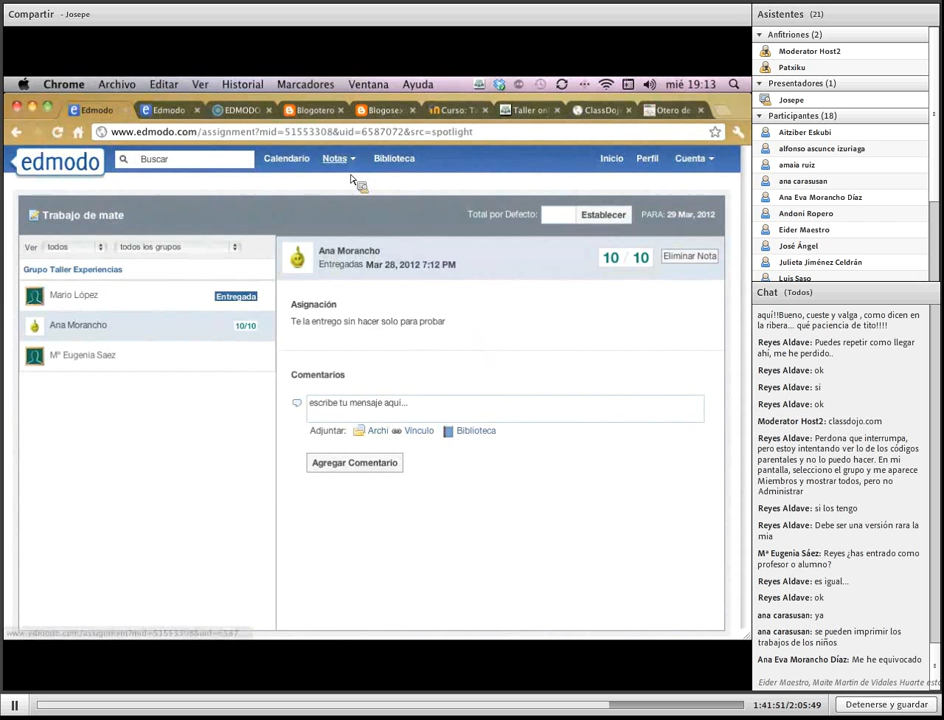 Compartir - Josepe
Chrome Archivo Editar Ver Historial Marcadores Ventana Ayuda mié 19:13
Edmodo Edmodo EDMODO Blogotero Blogose Curso: T Taller on ClassDoj Otero de
www.edmodo.com/assignment?mid=51553308&uid=6587072&src=spotlight
edmodo Buscar Calendario Notas Biblioteca Inicio Perfil Cuenta
Trabajo de mate Total por Defecto: Establecer PARA: 29 Mar, 2012
Ver todos todos los grupos
Grupo Taller Experiencias
Mario López Entregada
Ana Morancho 10/10
Mª Eugenia Saez
Ana Morancho
Entregadas Mar 28, 2012 7:12 PM
10 / 10 Eliminar Nota
Asignación
Te la entrego sin hacer solo para probar
Comentarios
escribe tu mensaje aquí...
Adjuntar: Archi Vínculo Biblioteca
Agregar Comentario
Asistentes (21)
Anfitriones (2)
Moderator Host2
Patxiku
Presentadores (1)
Josepe
Participantes (18)
Aitziber Eskubi
alfonso ascunce izuriaga
amaia ruiz
ana carasusan
Ana Eva Morancho Díaz
Andoni Ropero
Eider Maestro
José Ángel
Julieta Jiménez Celdrán
Luis Saso
Chat (Todos)
aquí!!Bueno, cueste y valga , como dicen en
la ribera... qué paciencia de tito!!!!
Reyes Aldave: Puedes repetir como llegar
ahí, me he perdido..
Reyes Aldave: ok
Reyes Aldave: si
Reyes Aldave: ok
Moderator Host2: classdojo.com
Reyes Aldave: Perdona que interrumpa,
pero estoy intentando ver lo de los códigos
parentales y no lo puedo hacer. En mi
pantalla, selecciono el grupo y me aparece
Miembros y mostrar todos, pero no
Administrar
Reyes Aldave: si los tengo
Reyes Aldave: Debe ser una versión rara la
mia
Mª Eugenia Sáez: Reyes ¿has entrado como
profesor o alumno?
Reyes Aldave: es igual...
Reyes Aldave: ok
ana carasusan: ya
ana carasusan: se pueden imprimir los
trabajos de los niños
Ana Eva Morancho Díaz: Me he equivocado
Eider Maestro, Maite Martin de Vidales Huarte
1:41:51/2:05:49 Detenerse y guardar